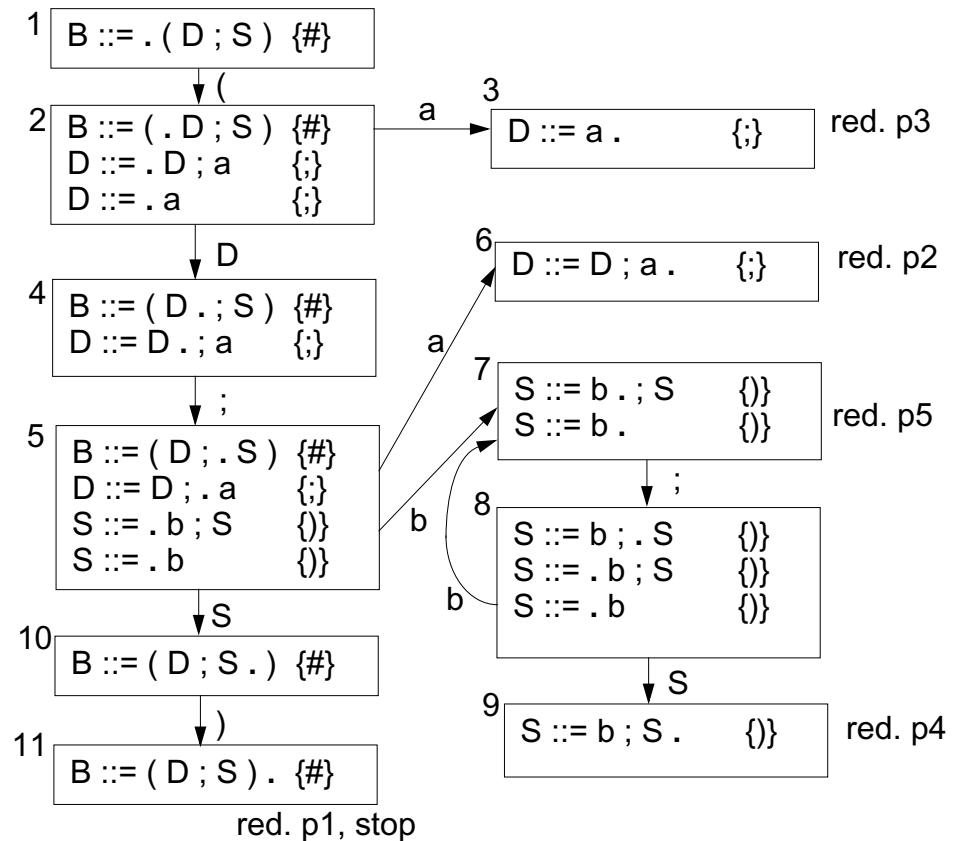 1
B ::= . ( D ; S ) {#}
(
2
B ::= ( . D ; S ) {#}
D ::= . D ; a {;}
D ::= . a {;}
a
3
D ::= a . {;}
red. p3
D
4
B ::= ( D . ; S ) {#}
D ::= D . ; a {;}
;
5
B ::= ( D ; . S ) {#}
D ::= D ; . a {;}
S ::= . b ; S {)}
S ::= . b {)}
a
6
D ::= D ; a . {;}
red. p2
b
7
S ::= b . ; S {)}
S ::= b . {)}
red. p5
;
8
S ::= b ; . S {)}
S ::= . b ; S {)}
S ::= . b {)}
b
S
9
S ::= b ; S . {)}
red. p4
S
10
B ::= ( D ; S . ) {#}
)
11
B ::= ( D ; S ) . {#}
red. p1, stop